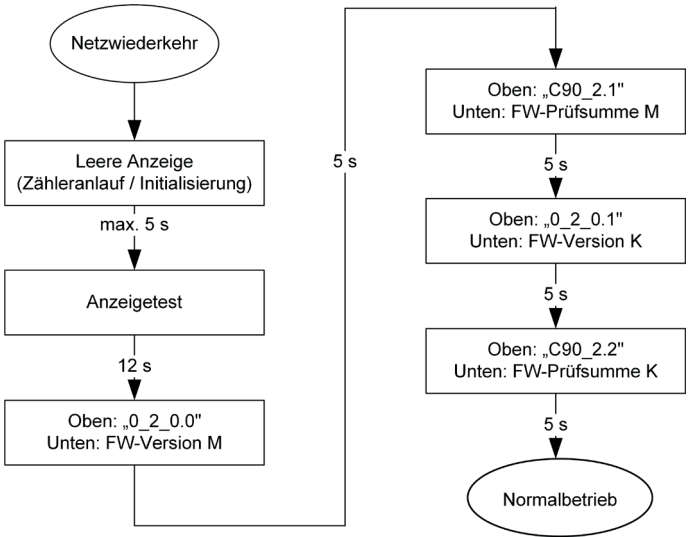 Netzwiederkehr
Leere Anzeige
(Zähleranlauf / Initialisierung)
max. 5 s
Anzeigetest
12 s
Oben: „0_2_0.0"
Unten: FW-Version M
5 s
Oben: „C90_2.1"
Unten: FW-Prüfsumme M
5 s
Oben: „0_2_0.1"
Unten: FW-Version K
5 s
Oben: „C90_2.2"
Unten: FW-Prüfsumme K
5 s
Normalbetrieb